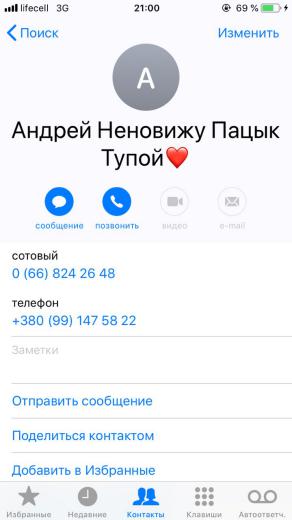 lifecell 3G 21:00 69 %
Поиск Изменить
А
Андрей Неновижу Пацык
Тупой❤️
сообщение позвонить видео e-mail
сотовый
0 (66) 824 26 48
телефон
+380 (99) 147 58 22
Заметки
Отправить сообщение
Поделиться контактом
Добавить в Избранные
Избранные Недавние Контакты Клавиши Автоответч.